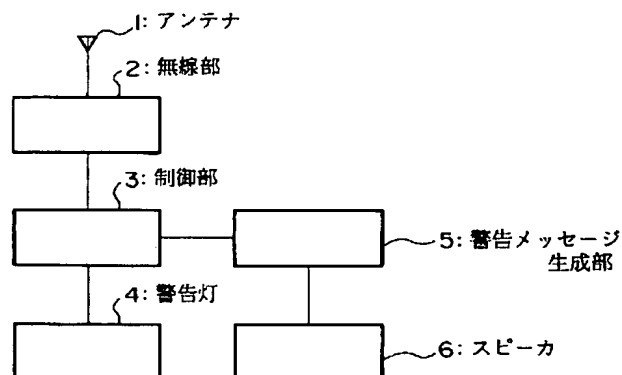 1: アンテナ
2: 無線部
3: 制御部
4: 警告灯
5: 警告メッセージ
生成部
6: スピーカ